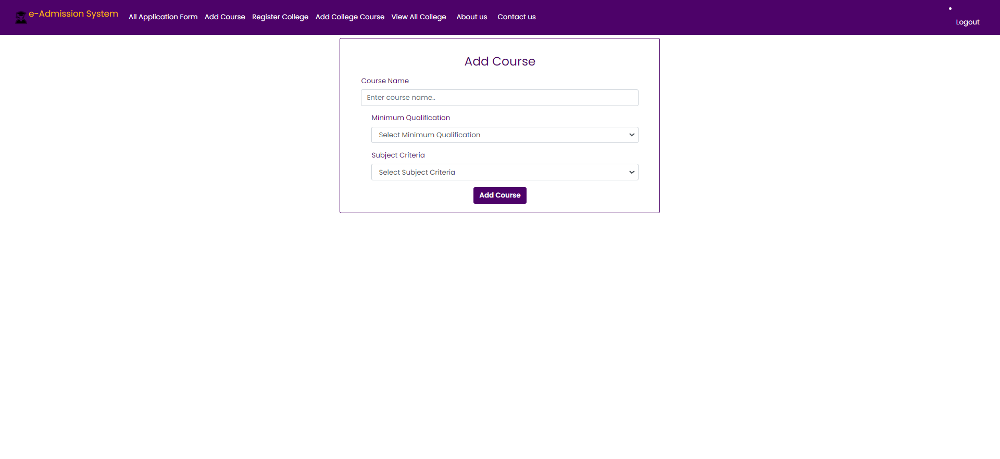 e-Admission System All Application Form Add Course Register College Add College Course View All College About us Contact us
Logout
Add Course
Course Name
Enter course name..
Minimum Qualification
Select Minimum Qualification
Subject Criteria
Select Subject Criteria
Add Course